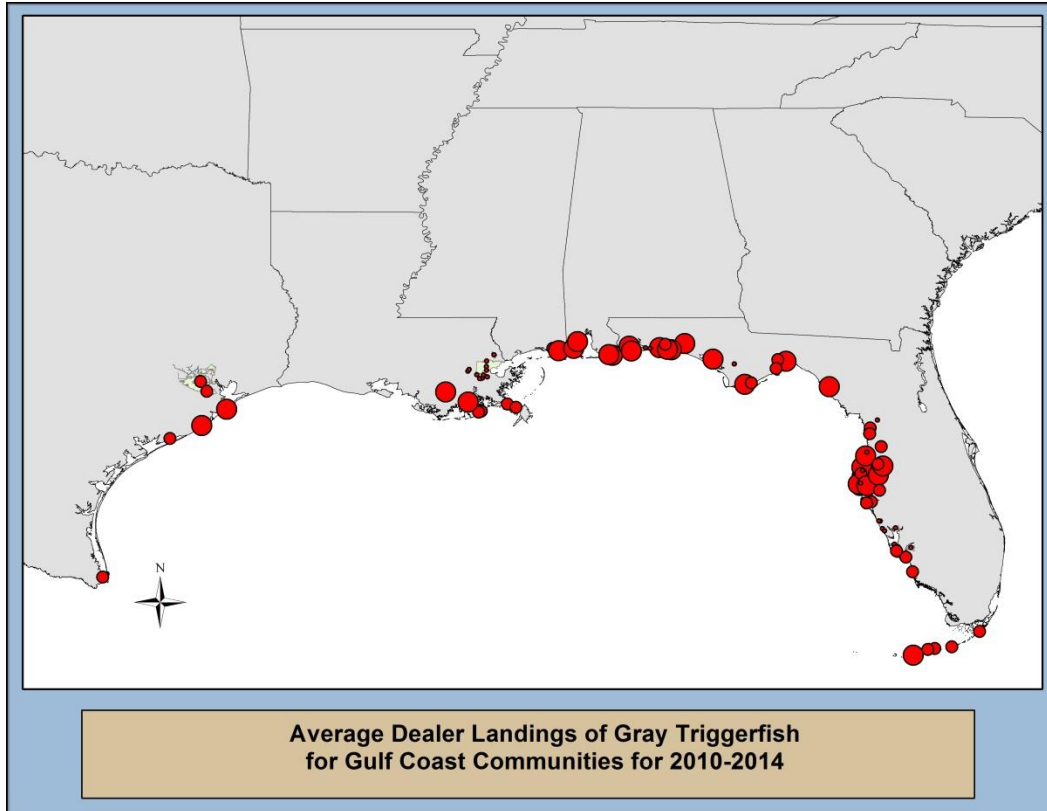 N
Average Dealer Landings of Gray Triggerfish
for Gulf Coast Communities for 2010-2014